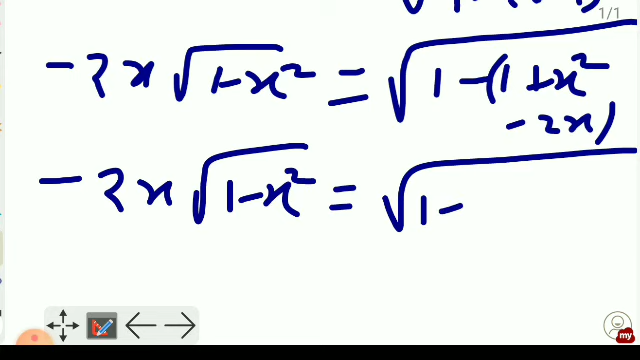 1/1
-2x√(1-x²) = √(1-(1+x²
-2x)
-2x√(1-x²) = √(1-
my